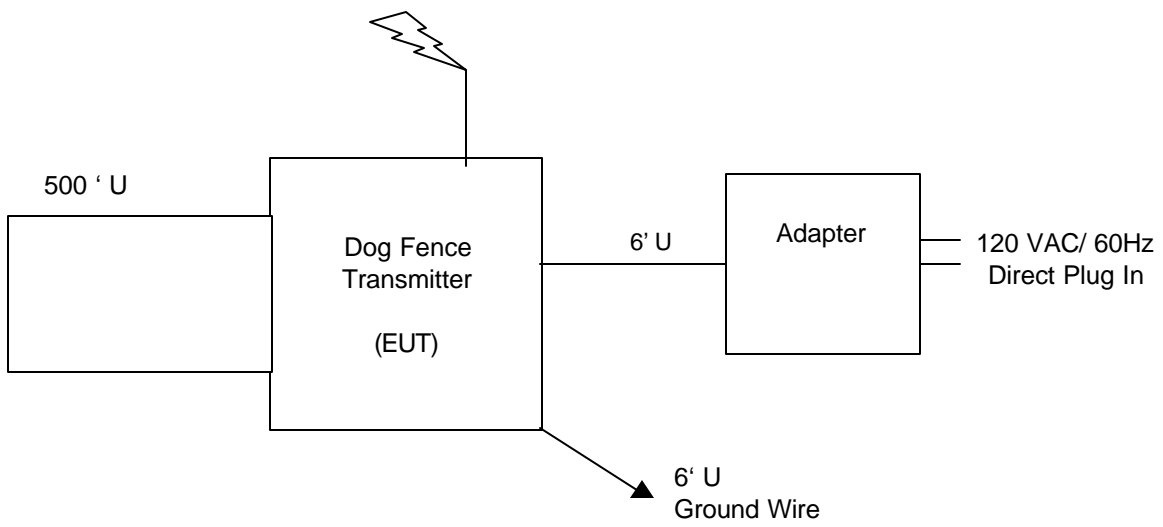 500 ‘ U
Dog Fence
Transmitter
(EUT)
6’ U
Adapter
120 VAC/ 60Hz
Direct Plug In
6‘ U
Ground Wire